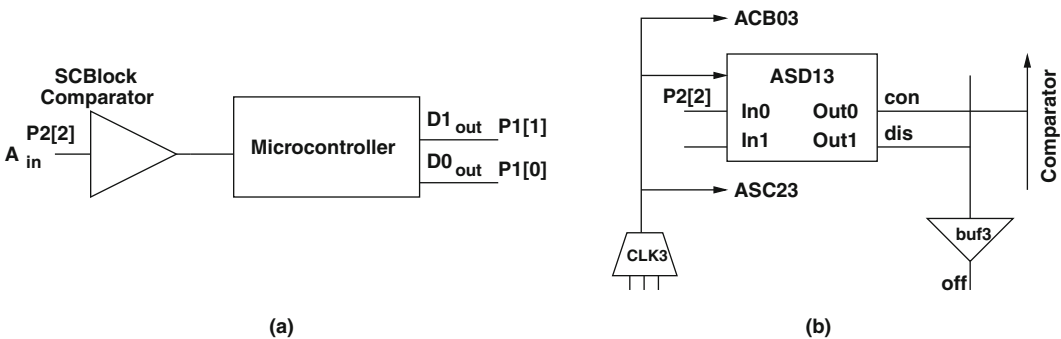 SCBlock
Comparator
P2[2]
A in
Microcontroller
D1 out P1[1]
D0 out P1[0]
(a)
ACB03
ASD13
P2[2]
In0 Out0
In1 Out1
con
dis
Comparator
ASC23
CLK3
buf3
off
(b)